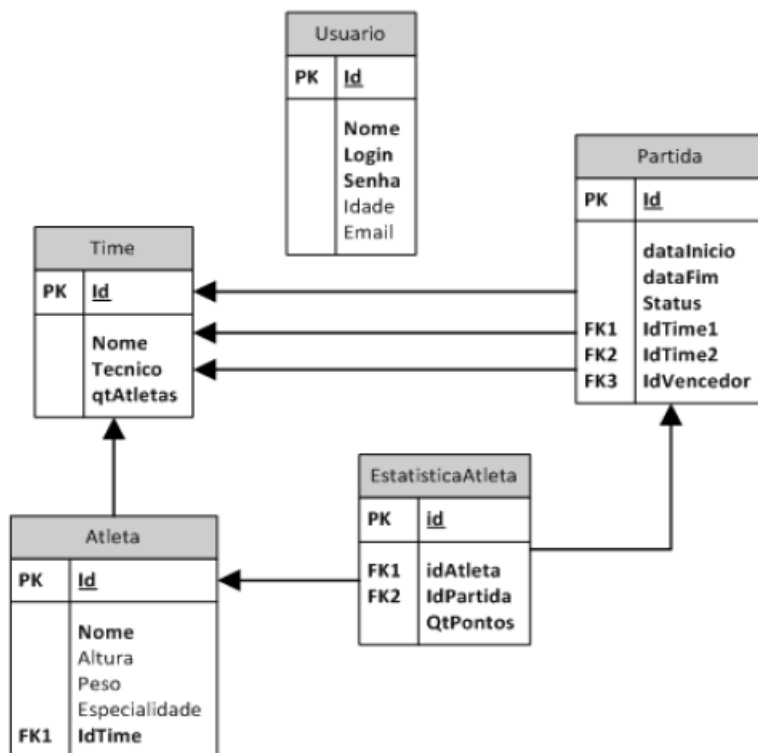 Usuario
PK Id
Nome
Login
Senha
Idade
Email
Partida
PK Id
dataInicio
dataFim
Status
FK1 IdTime1
FK2 IdTime2
FK3 IdVencedor
Time
PK Id
Nome
Tecnico
qtAtletas
EstatisticaAtleta
PK id
FK1 idAtleta
FK2 IdPartida
QtPontos
Atleta
PK Id
Nome
Altura
Peso
Especialidade
FK1 IdTime